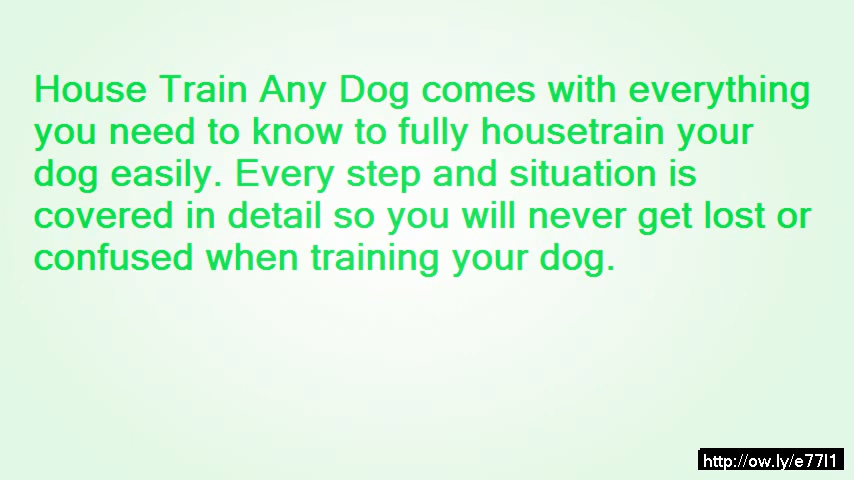 House Train Any Dog comes with everything
you need to know to fully housetrain your
dog easily. Every step and situation is
covered in detail so you will never get lost or
confused when training your dog.
http://ow.ly/e77l1